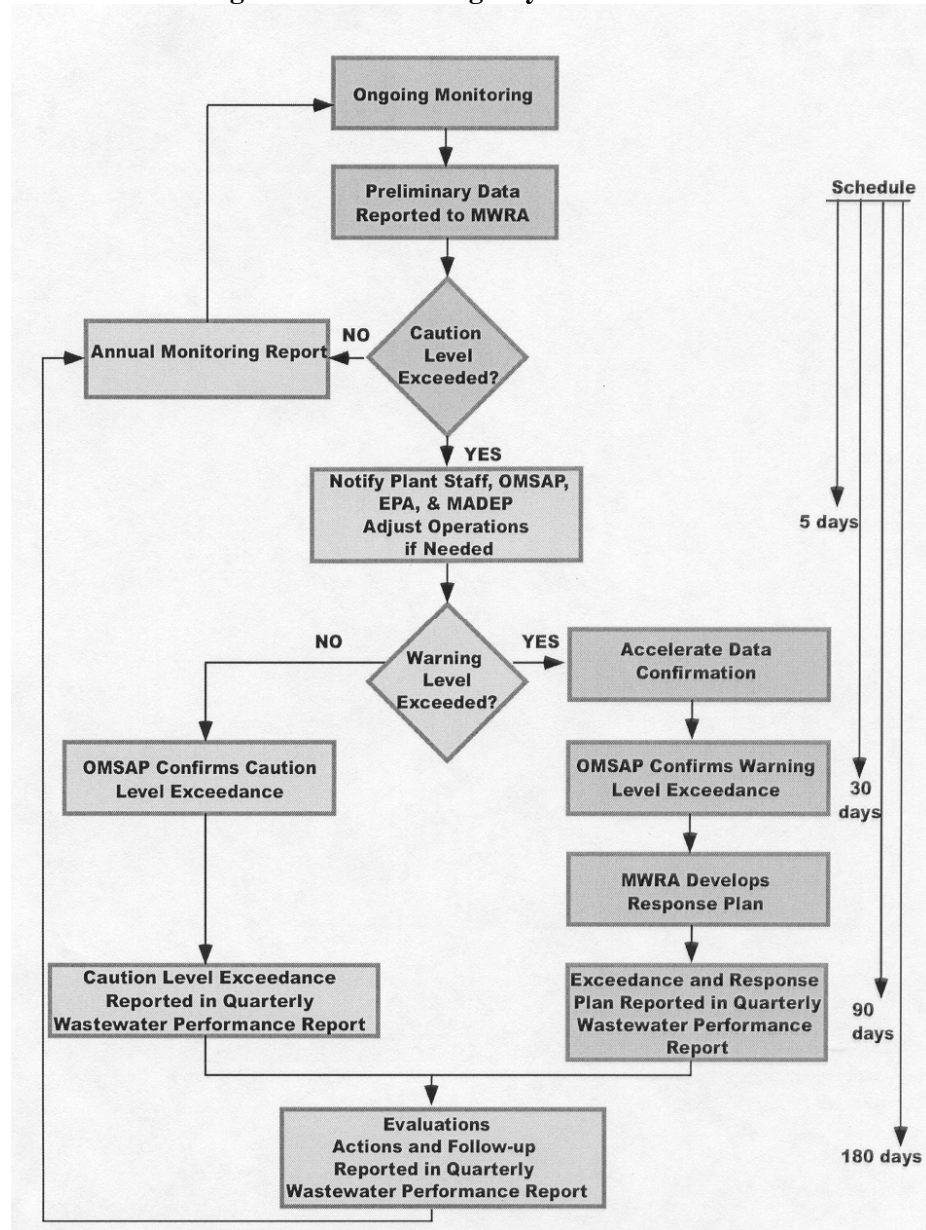 Ongoing Monitoring
Preliminary Data
Reported to MWRA
Schedule
Caution
Level
Exceeded?
NO
Annual Monitoring Report
YES
Notify Plant Staff, OMSAP,
EPA, & MADEP
Adjust Operations
if Needed
5 days
Warning
Level
Exceeded?
NO
YES
Accelerate Data
Confirmation
OMSAP Confirms Caution
Level Exceedance
OMSAP Confirms Warning
Level Exceedance
30
days
MWRA Develops
Response Plan
Caution Level Exceedance
Reported in Quarterly
Wastewater Performance Report
Exceedance and Response
Plan Reported in Quarterly
Wastewater Performance
Report
90
days
Evaluations
Actions and Follow-up
Reported in Quarterly
Wastewater Performance Report
180 days